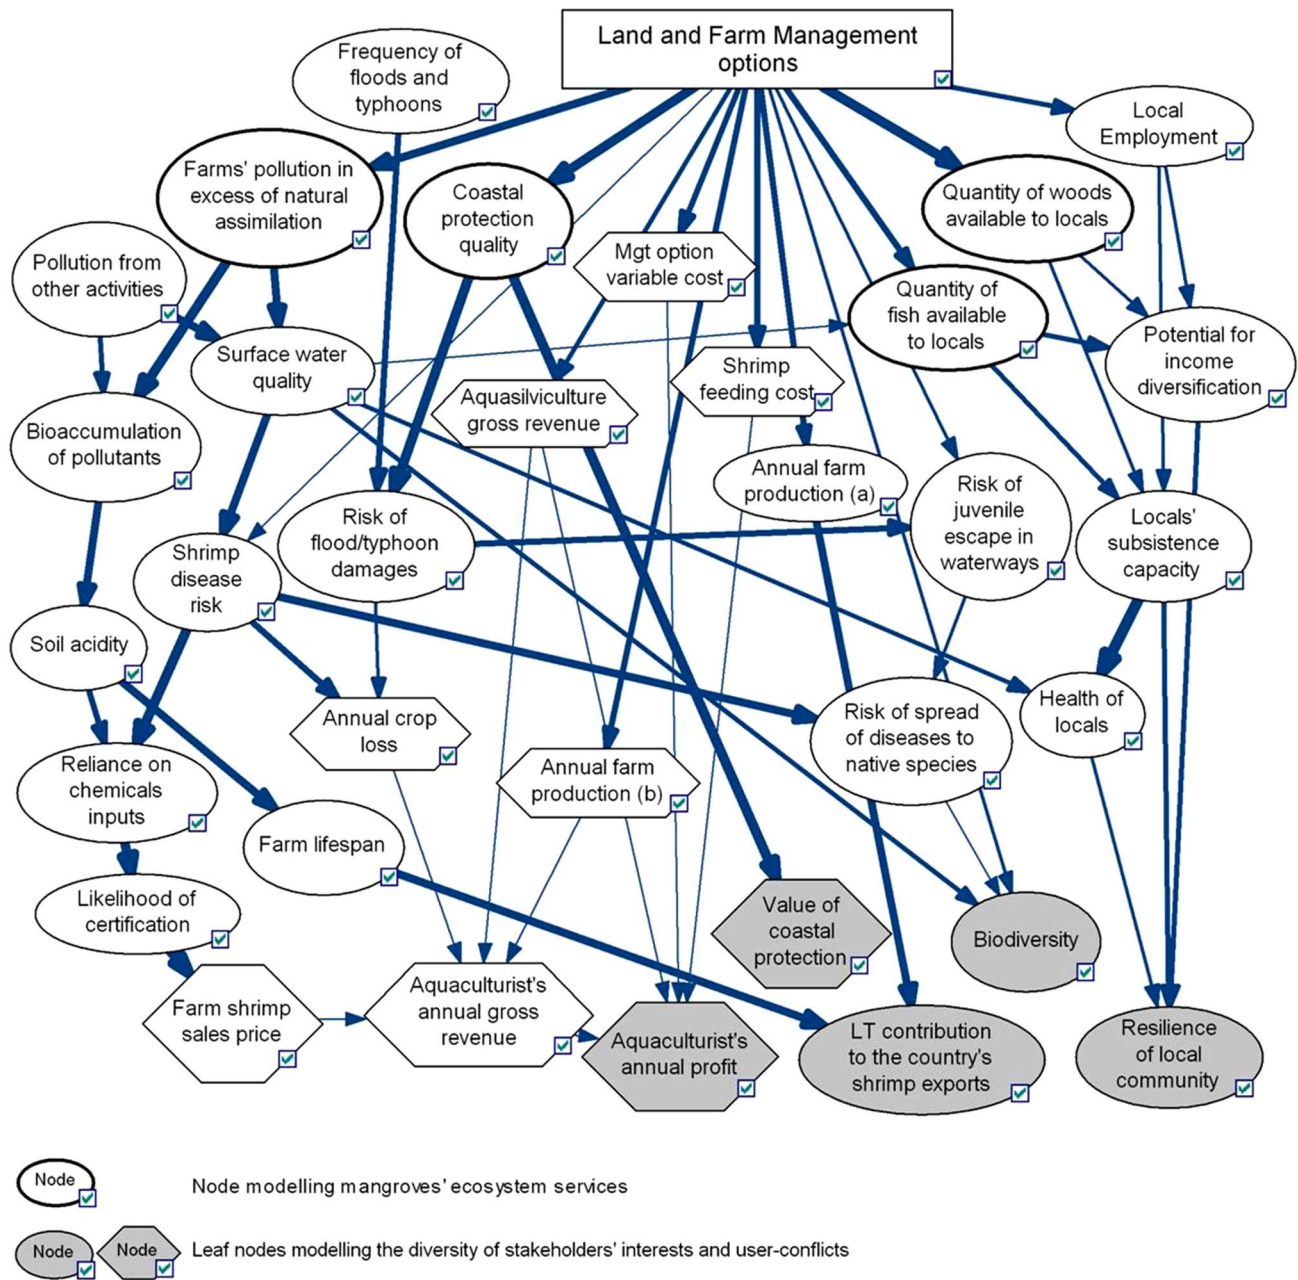 Land and Farm Management
options
Frequency of
floods and
typhoons
Local
Employment
Farms' pollution in
excess of natural
assimilation
Coastal
protection
quality
Quantity of woods
available to locals
Mgt option
variable cost
Pollution from
other activities
Quantity of
fish available
to locals
Potential for
income
diversification
Surface water
quality
Shrimp
feeding cost
Aquasilviculture
gross revenue
Bioaccumulation
of pollutants
Annual farm
production (a)
Risk of
juvenile
escape in
waterways
Risk of
flood/typhoon
damages
Locals'
subsistence
capacity
Shrimp
disease
risk
Soil acidity
Annual crop
loss
Risk of spread
of diseases to
native species
Health of
locals
Reliance on
chemicals
inputs
Annual farm
production (b)
Farm lifespan
Likelihood of
certification
Value of
coastal
protection
Biodiversity
Farm shrimp
sales price
Aquaculturist's
annual gross
revenue
Aquaculturist's
annual profit
LT contribution
to the country's
shrimp exports
Resilience
of local
community
Node
Node modelling mangroves' ecosystem services
Node
Node
Leaf nodes modelling the diversity of stakeholders' interests and user-conflicts